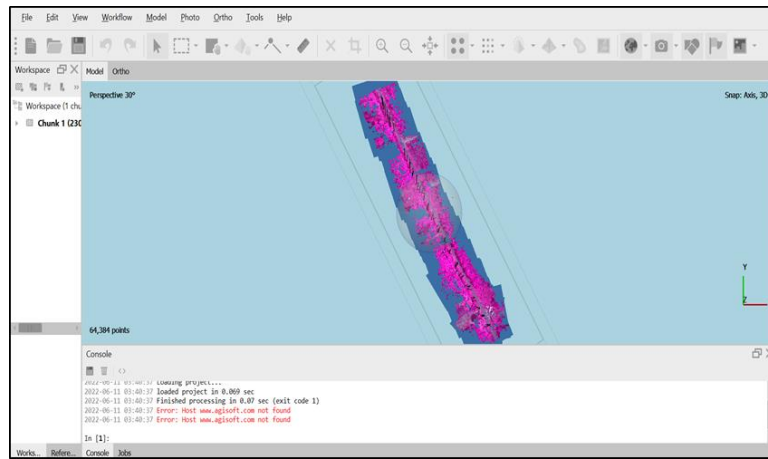 File Edit View Workflow Model Photo Ortho Tools Help
Workspace
Model Ortho
Perspective 30°
Snap: Axis, 3D
Workspace (1 chu
Chunk 1 (230
Y
Z
64,384 points
Console
2022-06-11 03:40:37 Loading project...
2022-06-11 03:40:37 loaded project in 0.069 sec
2022-06-11 03:40:37 Finished processing in 0.07 sec (exit code 1)
2022-06-11 03:40:37 Error: Host www.agisoft.com not found
2022-06-11 03:40:37 Error: Host www.agisoft.com not found
In [1]:
Works... Refere... Console Jobs